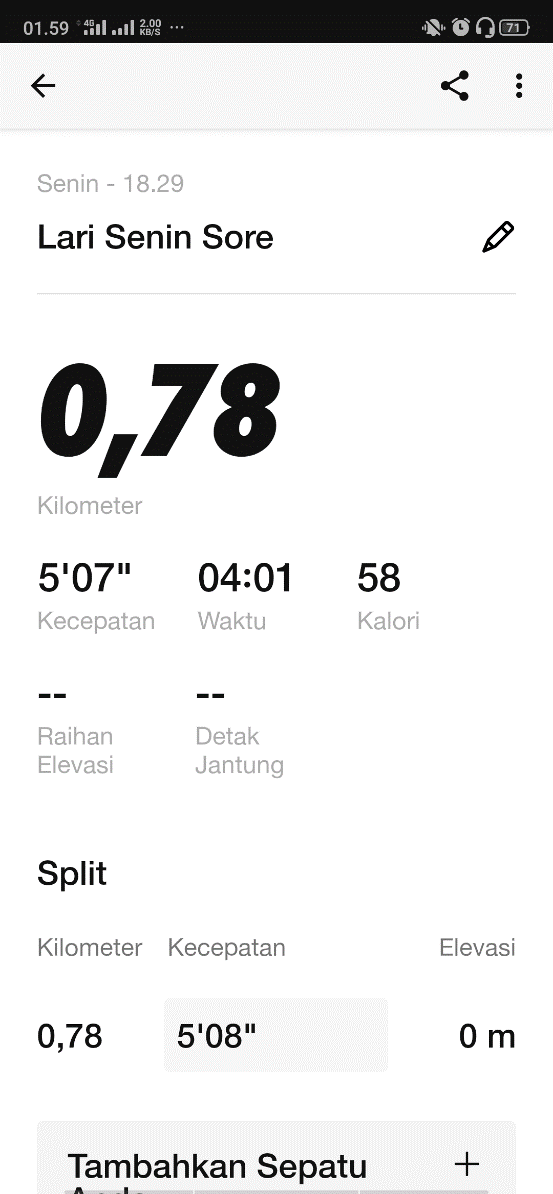 01.59 4G 2.00 KB/S ... 71
Senin - 18.29
Lari Senin Sore
0,78
Kilometer
5'07" 04:01 58
Kecepatan Waktu Kalori
-- --
Raihan Elevasi
Detak Jantung
Split
Kilometer Kecepatan Elevasi
0,78 5'08" 0 m
Tambahkan Sepatu